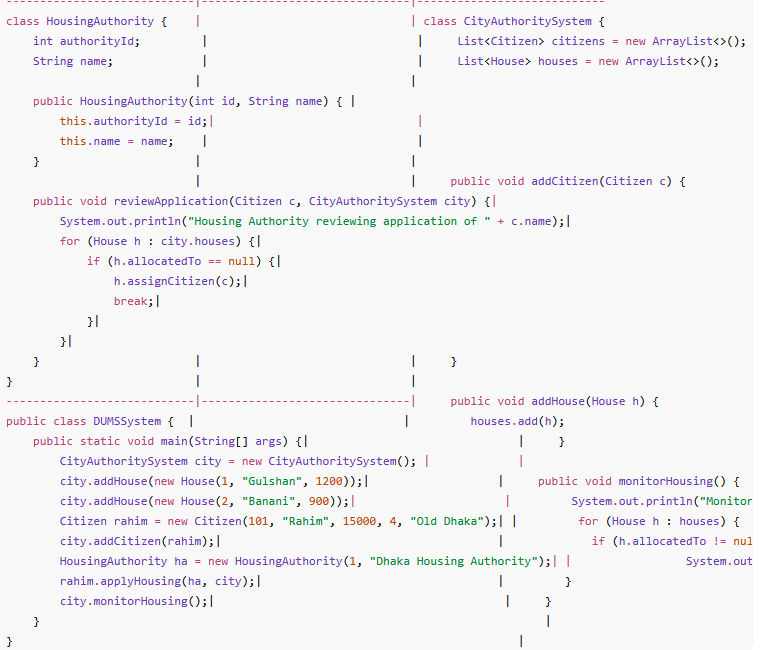 ----------------------------|-------------------------------|----------------------------
class HousingAuthority {    |                               | class CityAuthoritySystem {
    int authorityId;         |                               |     List<Citizen> citizens = new ArrayList<>();
    String name;             |                               |     List<House> houses = new ArrayList<>();
                            |                               |
    public HousingAuthority(int id, String name) { |
        this.authorityId = id;|                              |
        this.name = name;    |                               |
    }                       |                               |
                            |                               |     public void addCitizen(Citizen c) {
    public void reviewApplication(Citizen c, CityAuthoritySystem city) {|
        System.out.println("Housing Authority reviewing application of " + c.name);|
        for (House h : city.houses) {|
            if (h.allocatedTo == null) {|
                h.assignCitizen(c);|
                break;|
            }|
        }|
    }                       |                               |     }
}                           |                               |
----------------------------|-------------------------------|     public void addHouse(House h) {
public class DUMSSystem {  |                               |         houses.add(h);
    public static void main(String[] args) {|                               |     }
        CityAuthoritySystem city = new CityAuthoritySystem(); |             |
        city.addHouse(new House(1, "Gulshan", 1200));|                   |     public void monitorHousing() {
        city.addHouse(new House(2, "Banani", 900));|                      |         System.out.println("Monitor
        Citizen rahim = new Citizen(101, "Rahim", 15000, 4, "Old Dhaka");| |         for (House h : houses) {
        city.addCitizen(rahim);|                                         |             if (h.allocatedTo != nul
        HousingAuthority ha = new HousingAuthority(1, "Dhaka Housing Authority");| |                 System.out
        rahim.applyHousing(ha, city);|                                   |         }
        city.monitorHousing();|                                           |     }
    }                                                                           |
}                                                                           |